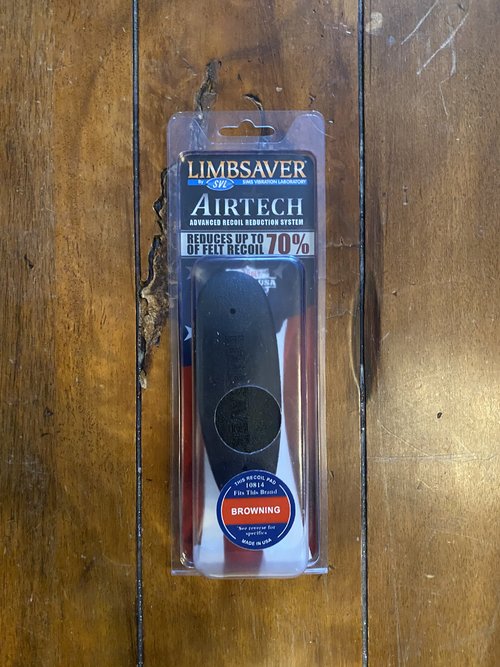 LIMBSAVER
By SVL SIMS VIBRATION LABORATORY
AIRTECH
ADVANCED RECOIL REDUCTION SYSTEM
REDUCES UP TO
OF FELT RECOIL 70%
USA
THIS RECOIL PAD
10814
Fits This Brand
BROWNING
See reverse for
specifics
MADE IN USA